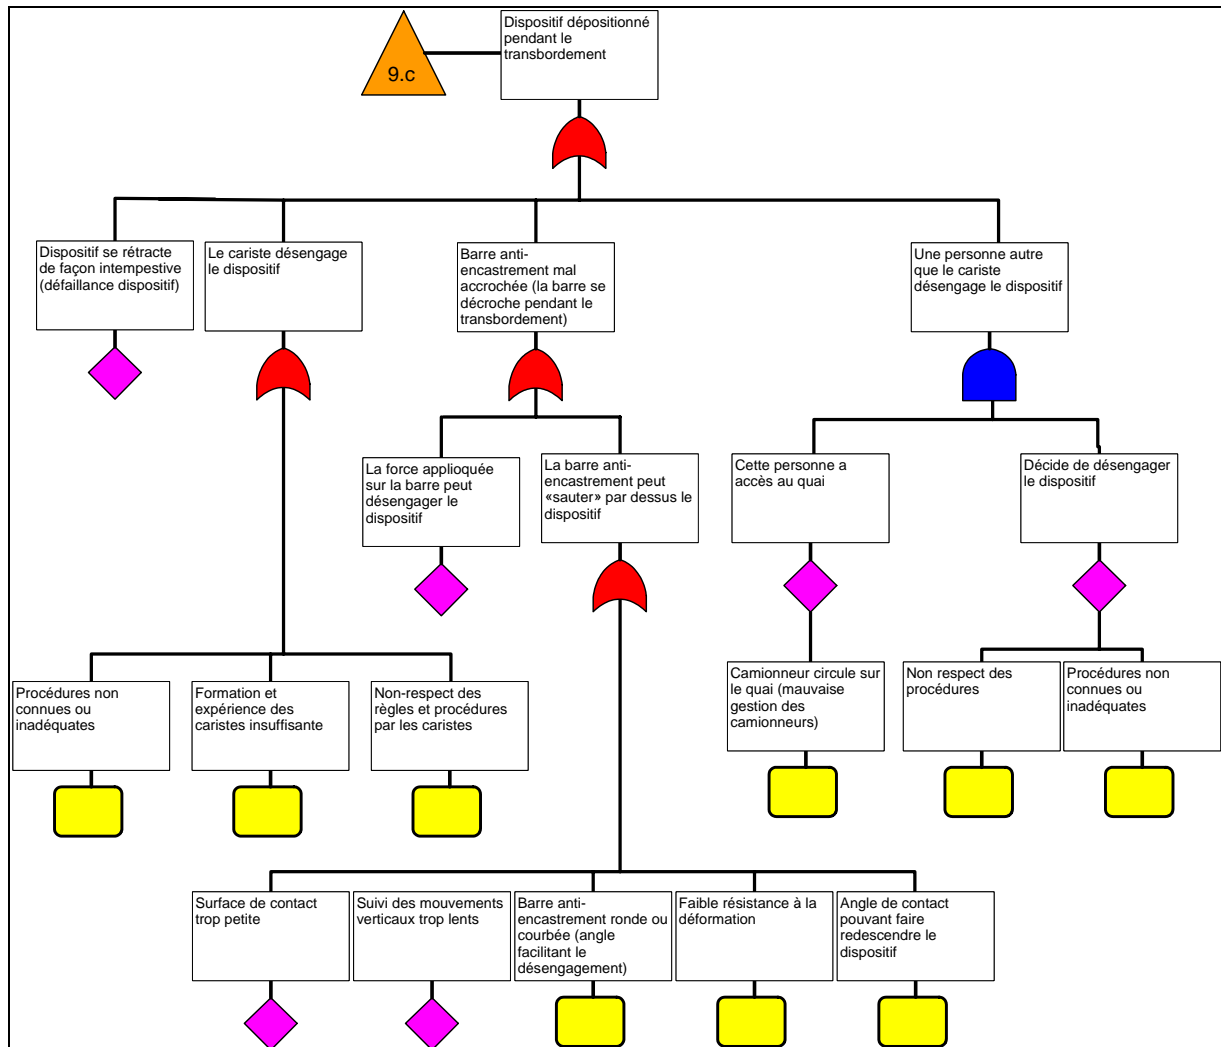 Dispositif dépositionné
pendant le
transbordement
9.c
Dispositif se rétracte
de façon intempestive
(défaillance dispositif)
Le cariste désengage
le dispositif
Barre anti-
encastrement mal
accrochée (la barre se
décroche pendant le
transbordement)
Une personne autre
que le cariste
désengage le dispositif
La force applioquée
sur la barre peut
désengager le
dispositif
La barre anti-
encastrement peut
«sauter» par dessus le
dispositif
Cette personne a
accès au quai
Décide de désengager
le dispositif
Procédures non
connues ou
inadéquates
Formation et
expérience des
caristes insuffisante
Non-respect des
règles et procédures
par les caristes
Camionneur circule sur
le quai (mauvaise
gestion des
camionneurs)
Non respect des
procédures
Procédures non
connues ou
inadéquates
Surface de contact
trop petite
Suivi des mouvements
verticaux trop lents
Barre anti-
encastrement ronde ou
courbée (angle
facilitant le
désengagement)
Faible résistance à la
déformation
Angle de contact
pouvant faire
redescendre le
dispositif